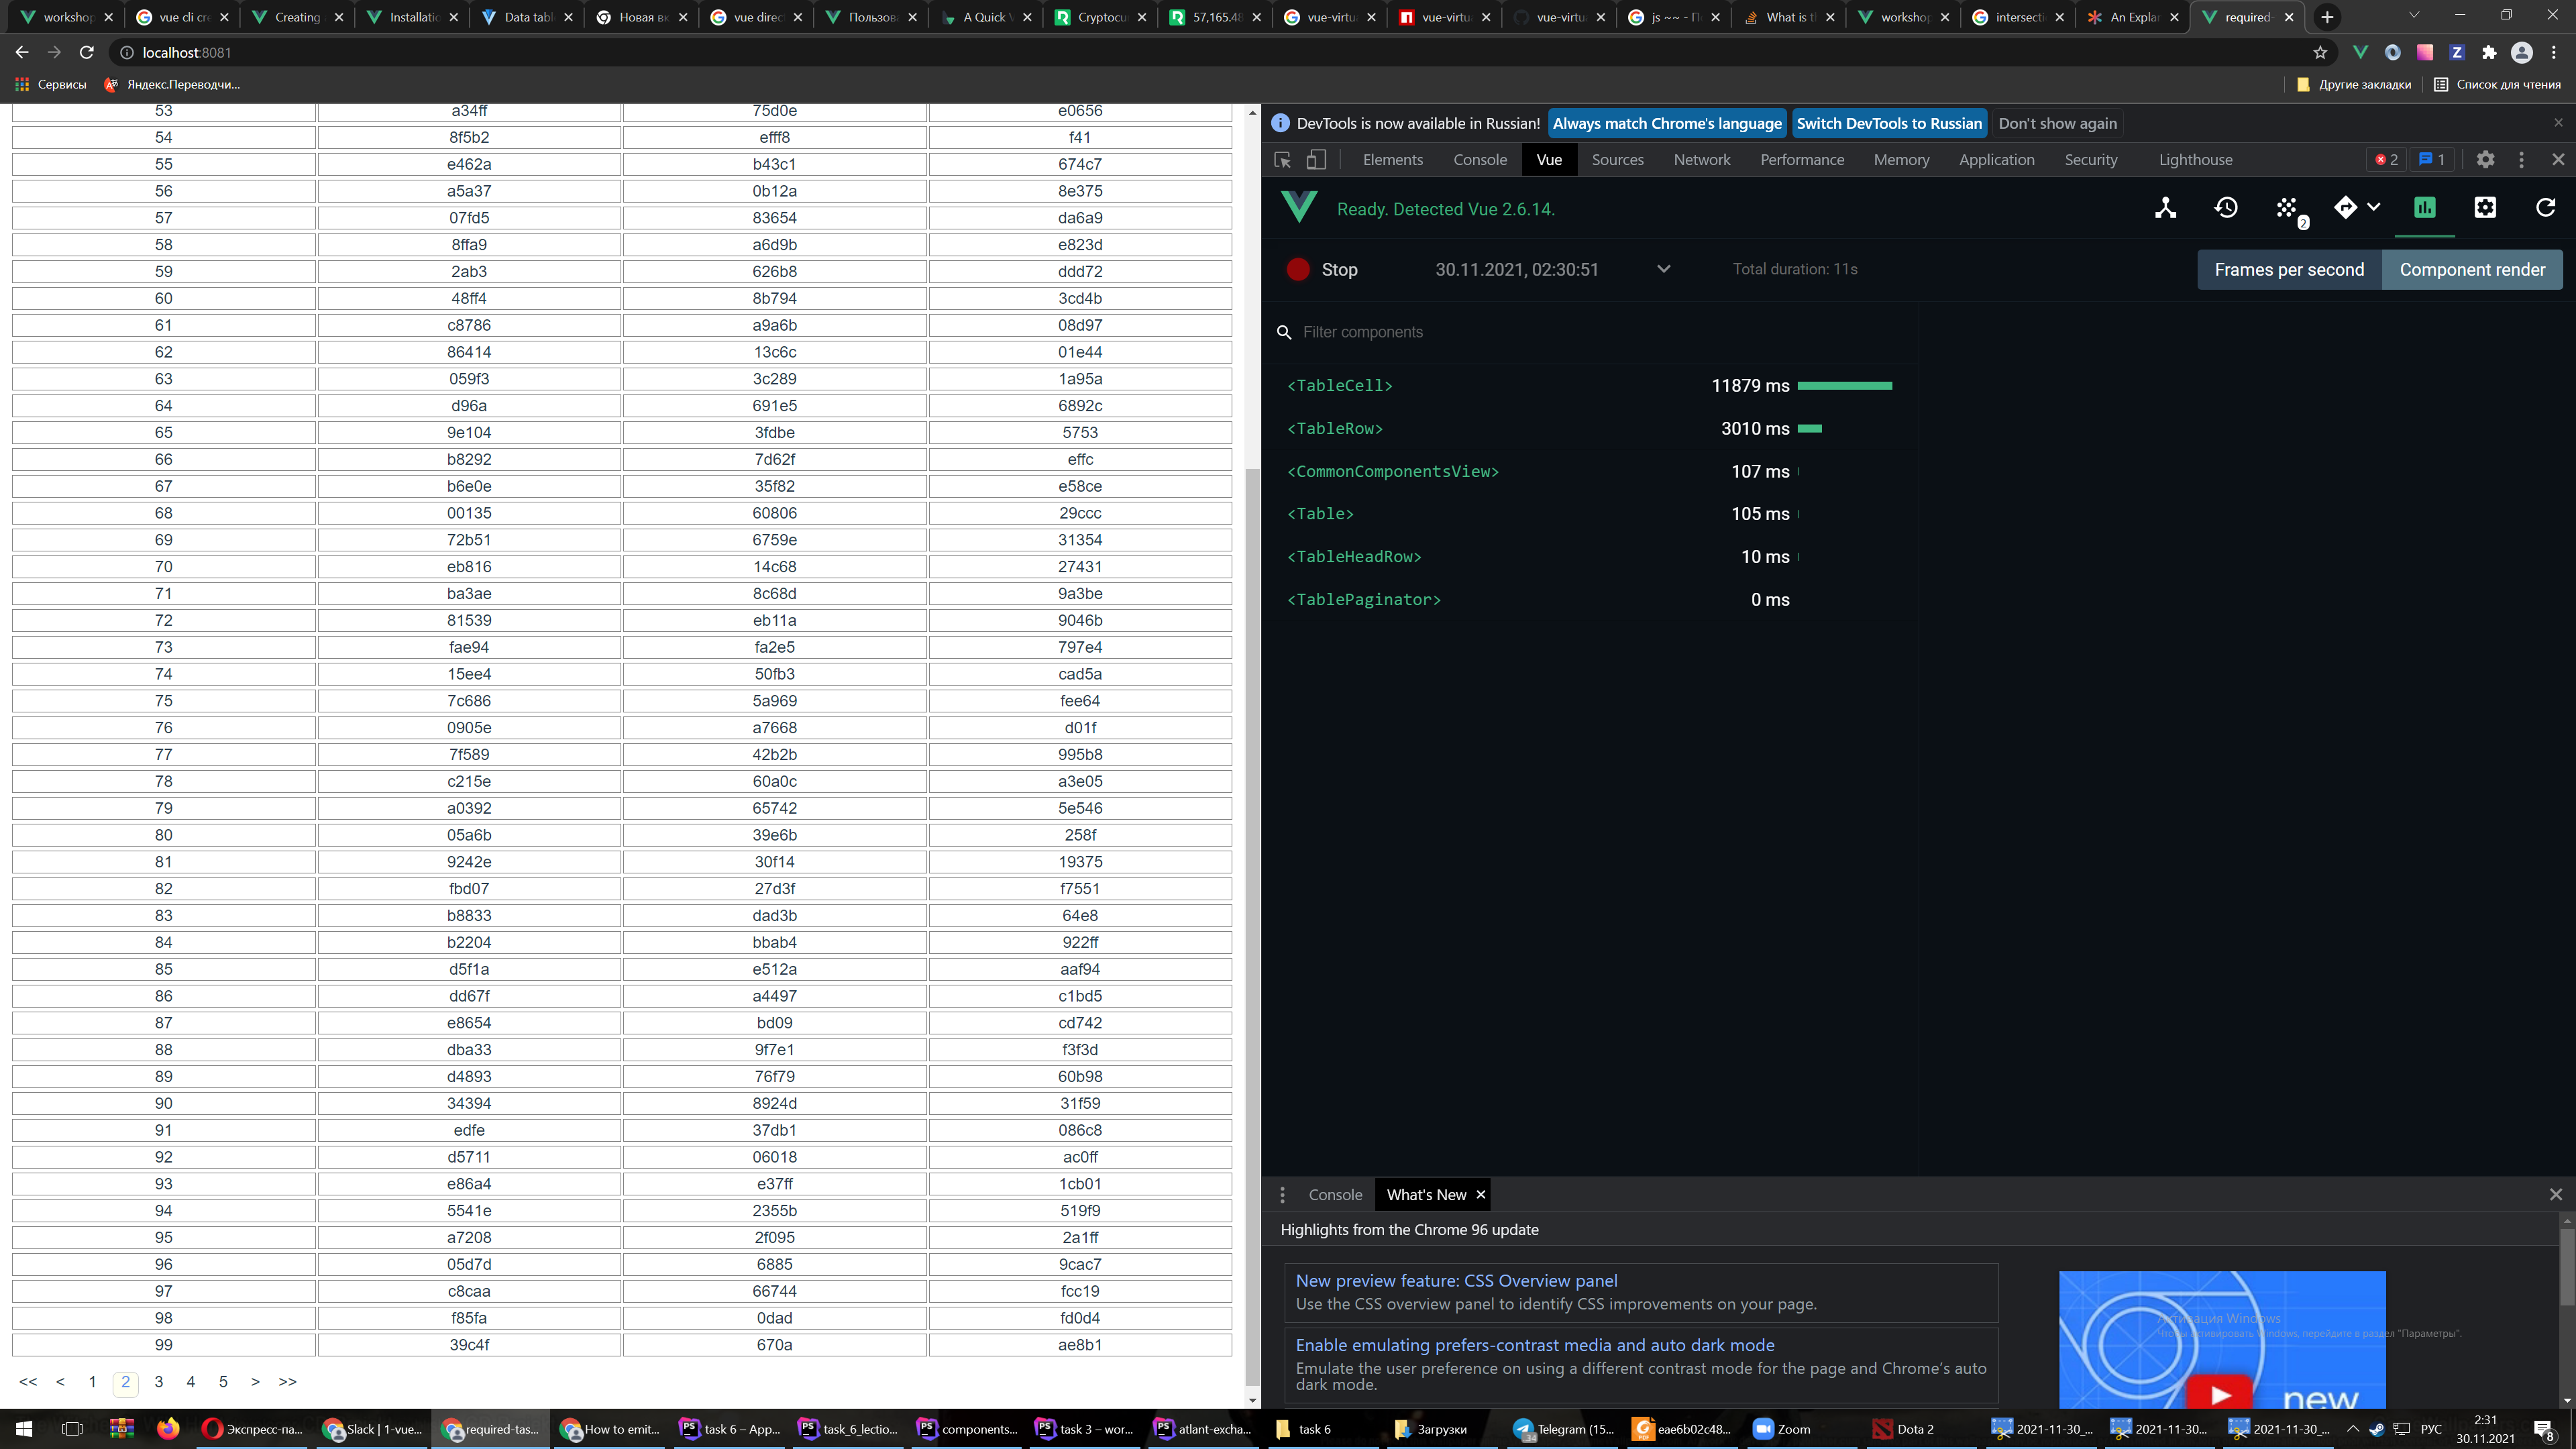 workshop
vue cli cre
Creating
Installatio
Data tabl
Новая вк
vue direc
Пользова
A Quick V
Cryptocu
57,165.48
vue-virtu
vue-virtu
vue-virtu
js ~~ - По
What is th
workshop
intersecti
An Explan
required-
localhost:8081
Сервисы
Яндекс.Переводчи...
Другие закладки
Список для чтения
53 a34ff 75d0e e0656
54 8f5b2 efff8 f41
55 e462a b43c1 674c7
56 a5a37 0b12a 8e375
57 07fd5 83654 da6a9
58 8ffa9 a6d9b e823d
59 2ab3 626b8 ddd72
60 48ff4 8b794 3cd4b
61 c8786 a9a6b 08d97
62 86414 13c6c 01e44
63 059f3 3c289 1a95a
64 d96a 691e5 6892c
65 9e104 3fdbe 5753
66 b8292 7d62f effc
67 b6e0e 35f82 e58ce
68 00135 60806 29ccc
69 72b51 6759e 31354
70 eb816 14c68 27431
71 ba3ae 8c68d 9a3be
72 81539 eb11a 9046b
73 fae94 fa2e5 797e4
74 15ee4 50fb3 cad5a
75 7c686 5a969 fee64
76 0905e a7668 d01f
77 7f589 42b2b 995b8
78 c215e 60a0c a3e05
79 a0392 65742 5e546
80 05a6b 39e6b 258f
81 9242e 30f14 19375
82 fbd07 27d3f f7551
83 b8833 dad3b 64e8
84 b2204 bbab4 922ff
85 d5f1a e512a aaf94
86 dd67f a4497 c1bd5
87 e8654 bd09 cd742
88 dba33 9f7e1 f3f3d
89 d4893 76f79 60b98
90 34394 8924d 31f59
91 edfe 37db1 086c8
92 d5711 06018 ac0ff
93 e86a4 e37ff 1cb01
94 5541e 2355b 519f9
95 a7208 2f095 2a1ff
96 05d7d 6885 9cac7
97 c8caa 66744 fcc19
98 f85fa 0dad fd0d4
99 39c4f 670a ae8b1
<< < 1 2 3 4 5 > >>
DevTools is now available in Russian! Always match Chrome's language Switch DevTools to Russian Don't show again
Elements Console Vue Sources Network Performance Memory Application Security Lighthouse 2 1
Ready. Detected Vue 2.6.14.
2
Stop 30.11.2021, 02:30:51 Total duration: 11s Frames per second Component render
Filter components
<TableCell> 11879 ms
<TableRow> 3010 ms
<CommonComponentsView> 107 ms
<Table> 105 ms
<TableHeadRow> 10 ms
<TablePaginator> 0 ms
Console What's New
Highlights from the Chrome 96 update
New preview feature: CSS Overview panel
Use the CSS overview panel to identify CSS improvements on your page.
Enable emulating prefers-contrast media and auto dark mode
Emulate the user preference on using a different contrast mode for the page and Chrome's auto
dark mode.
new
Активация Windows
Чтобы активировать Windows, перейдите в раздел "Параметры".
Экспресс-па...
Slack | 1-vue...
required-tas...
How to emit...
task 6 – App...
task_6_lectio...
components...
task 3 – wor...
atlant-excha...
task 6
Загрузки
Telegram (15...
eae6b02c48...
Zoom
Dota 2
2021-11-30_...
2021-11-30...
2021-11-30_...
РУС
2:31
30.11.2021
8